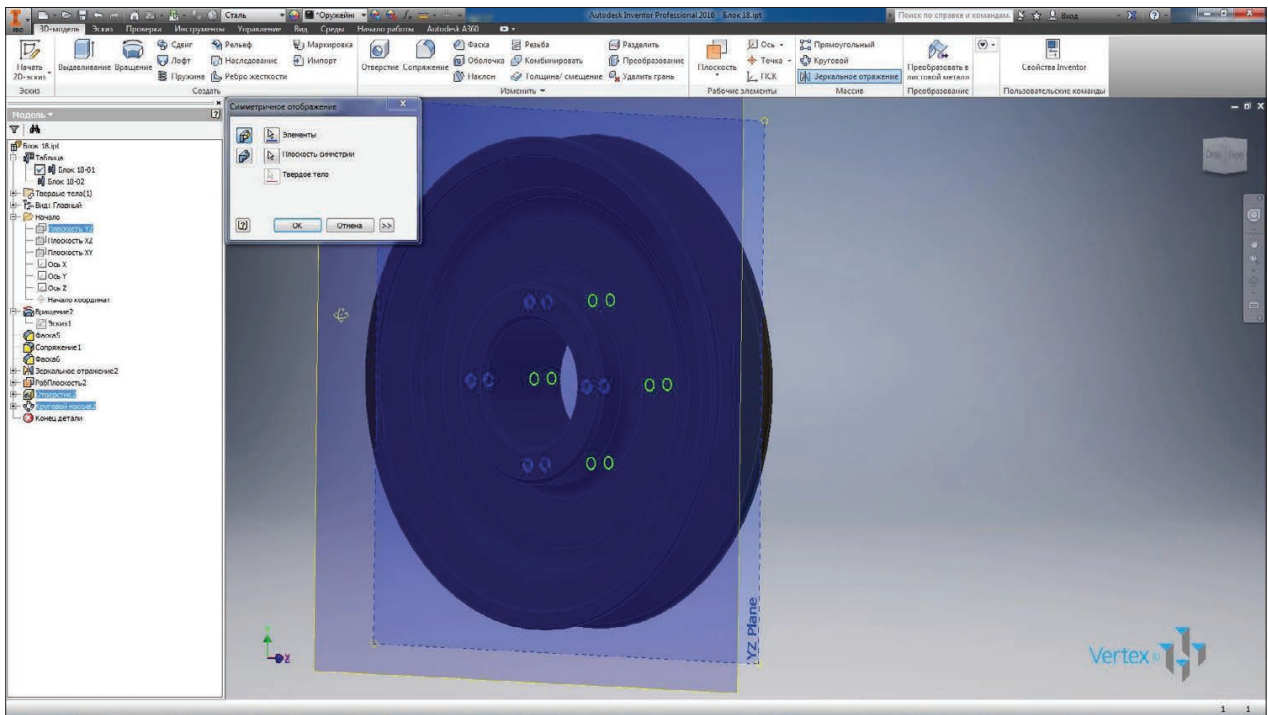 Сталь
*Оружейн
Autodesk Inventor Professional 2016 Блок 18.ipt
Поиск по справке и командам.
Вход
PRO
3D-модель Эскиз Проверка Инструменты Управление Вид Среды Начало работы Autodesk A360
Начать
2D-эскиз
Выдавливание Вращение
Сдвиг
Лофт
Пружина
Рельеф
Наследование
Ребро жесткости
Маркировка
Импорт
Отверстие Сопряжение
Фаска
Оболочка
Наклон
Резьба
Комбинировать
Толщина/ смещение
Разделить
Преобразование
Удалить грань
Плоскость
Ось
Точка
ПСК
Прямоугольный
Круговой
Зеркальное отражение
Преобразовать в
листовой металл
Свойства Inventor
Эскиз
Создать
Изменить
Рабочие элементы
Массив
Преобразование
Пользовательские команды
Модель
Блок 18.ipt
Таблица
Блок 18-01
Блок 18-02
Твердые тела(1)
Вид: Главный
Начало
Плоскость YZ
Плоскость XZ
Плоскость XY
Ось X
Ось Y
Ось Z
Начало координат
Вращение2
Эскиз1
Фаска5
Сопряжение1
Фаска6
Зеркальное отражение2
РабПлоскость2
Круговой массив2
Конец детали
Симметричное отображение
Элементы
Плоскость симметрии
Твердое тело
ОК
Отмена
>>
YZ Plane
Z
Vertex
1 1